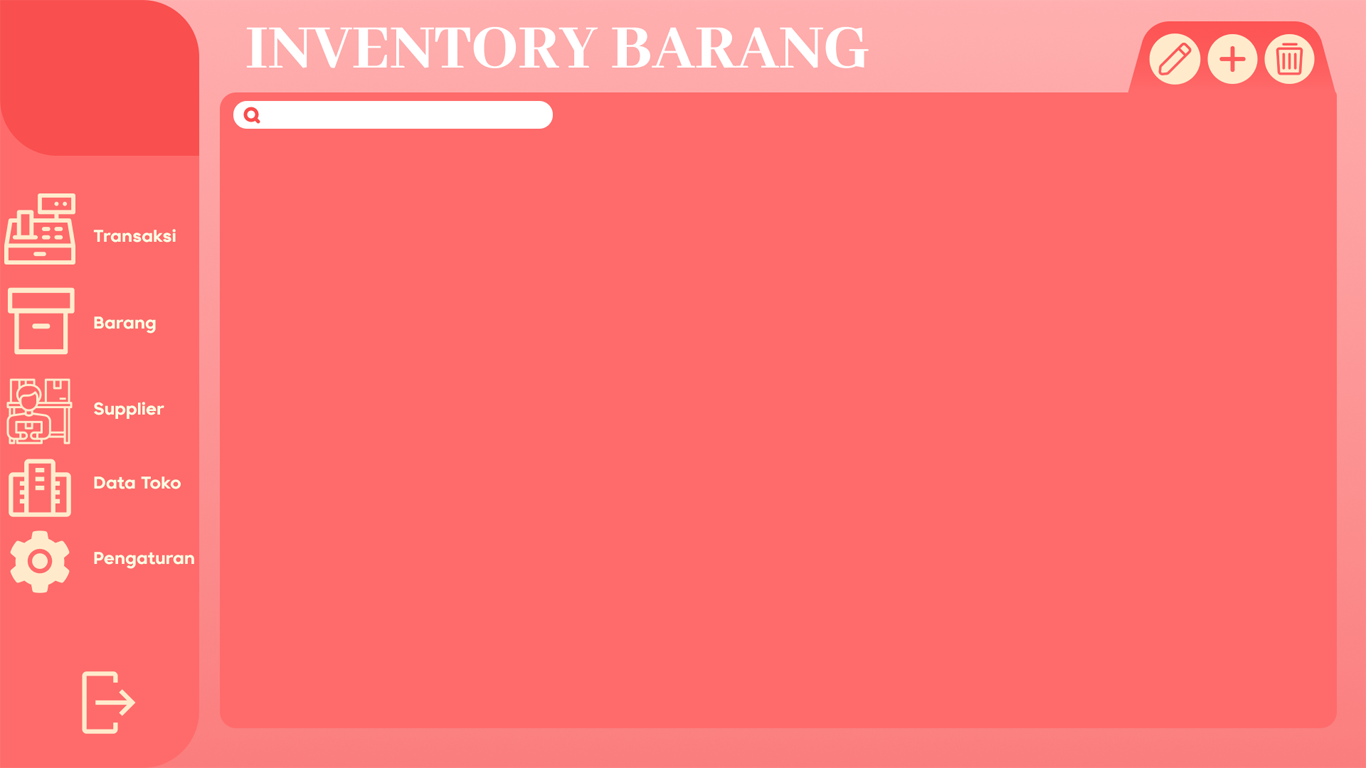 INVENTORY BARANG
Transaksi
Barang
Supplier
Data Toko
Pengaturan